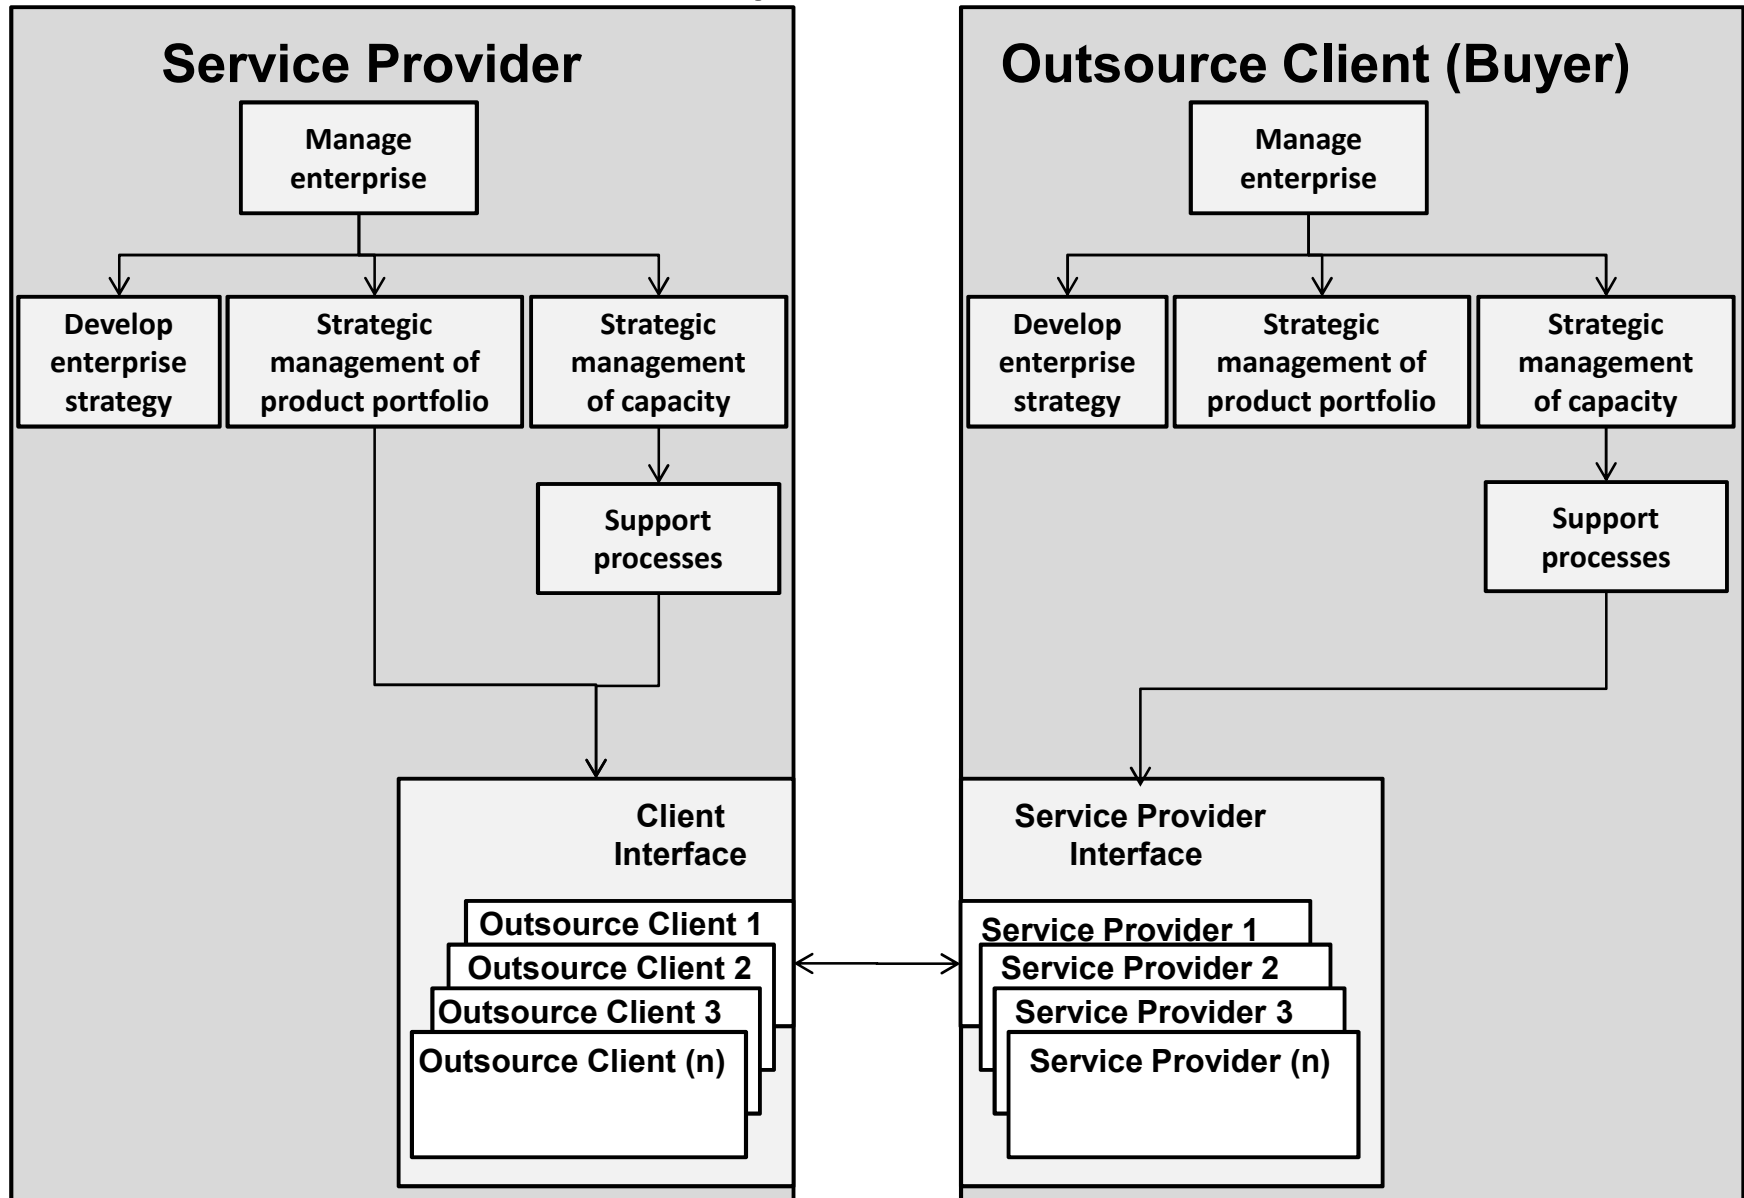 Service Provider
Manage
enterprise
Develop
enterprise
strategy
Strategic
management of
product portfolio
Strategic
management
of capacity
Support
processes
Client
Interface
Outsource Client 1
Outsource Client 2
Outsource Client 3
Outsource Client (n)
Outsource Client (Buyer)
Manage
enterprise
Develop
enterprise
strategy
Strategic
management of
product portfolio
Strategic
management
of capacity
Support
processes
Service Provider
Interface
Service Provider 1
Service Provider 2
Service Provider 3
Service Provider (n)